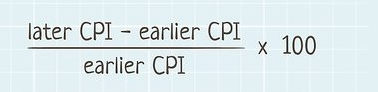 later CPI – earlier CPI
earlier CPI
x 100